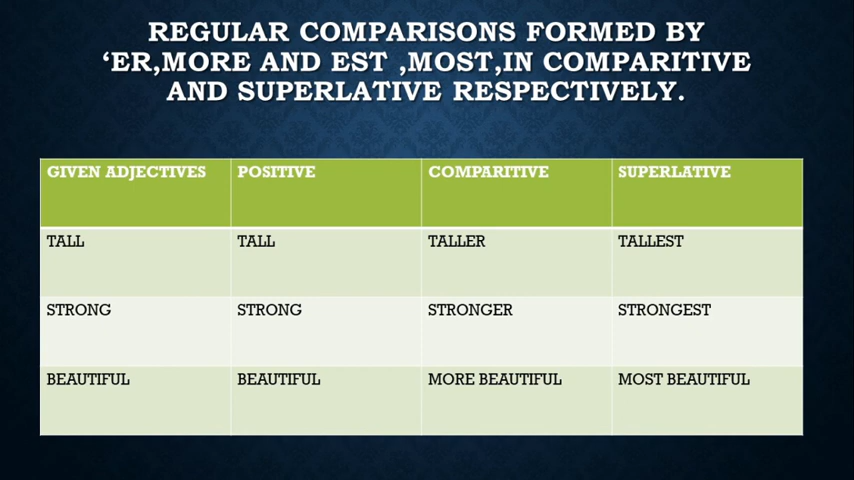 REGULAR COMPARISONS FORMED BY
‘ER,MORE AND EST ,MOST,IN COMPARITIVE
AND SUPERLATIVE RESPECTIVELY.
GIVEN ADJECTIVES POSITIVE COMPARITIVE SUPERLATIVE
TALL TALL TALLER TALLEST
STRONG STRONG STRONGER STRONGEST
BEAUTIFUL BEAUTIFUL MORE BEAUTIFUL MOST BEAUTIFUL